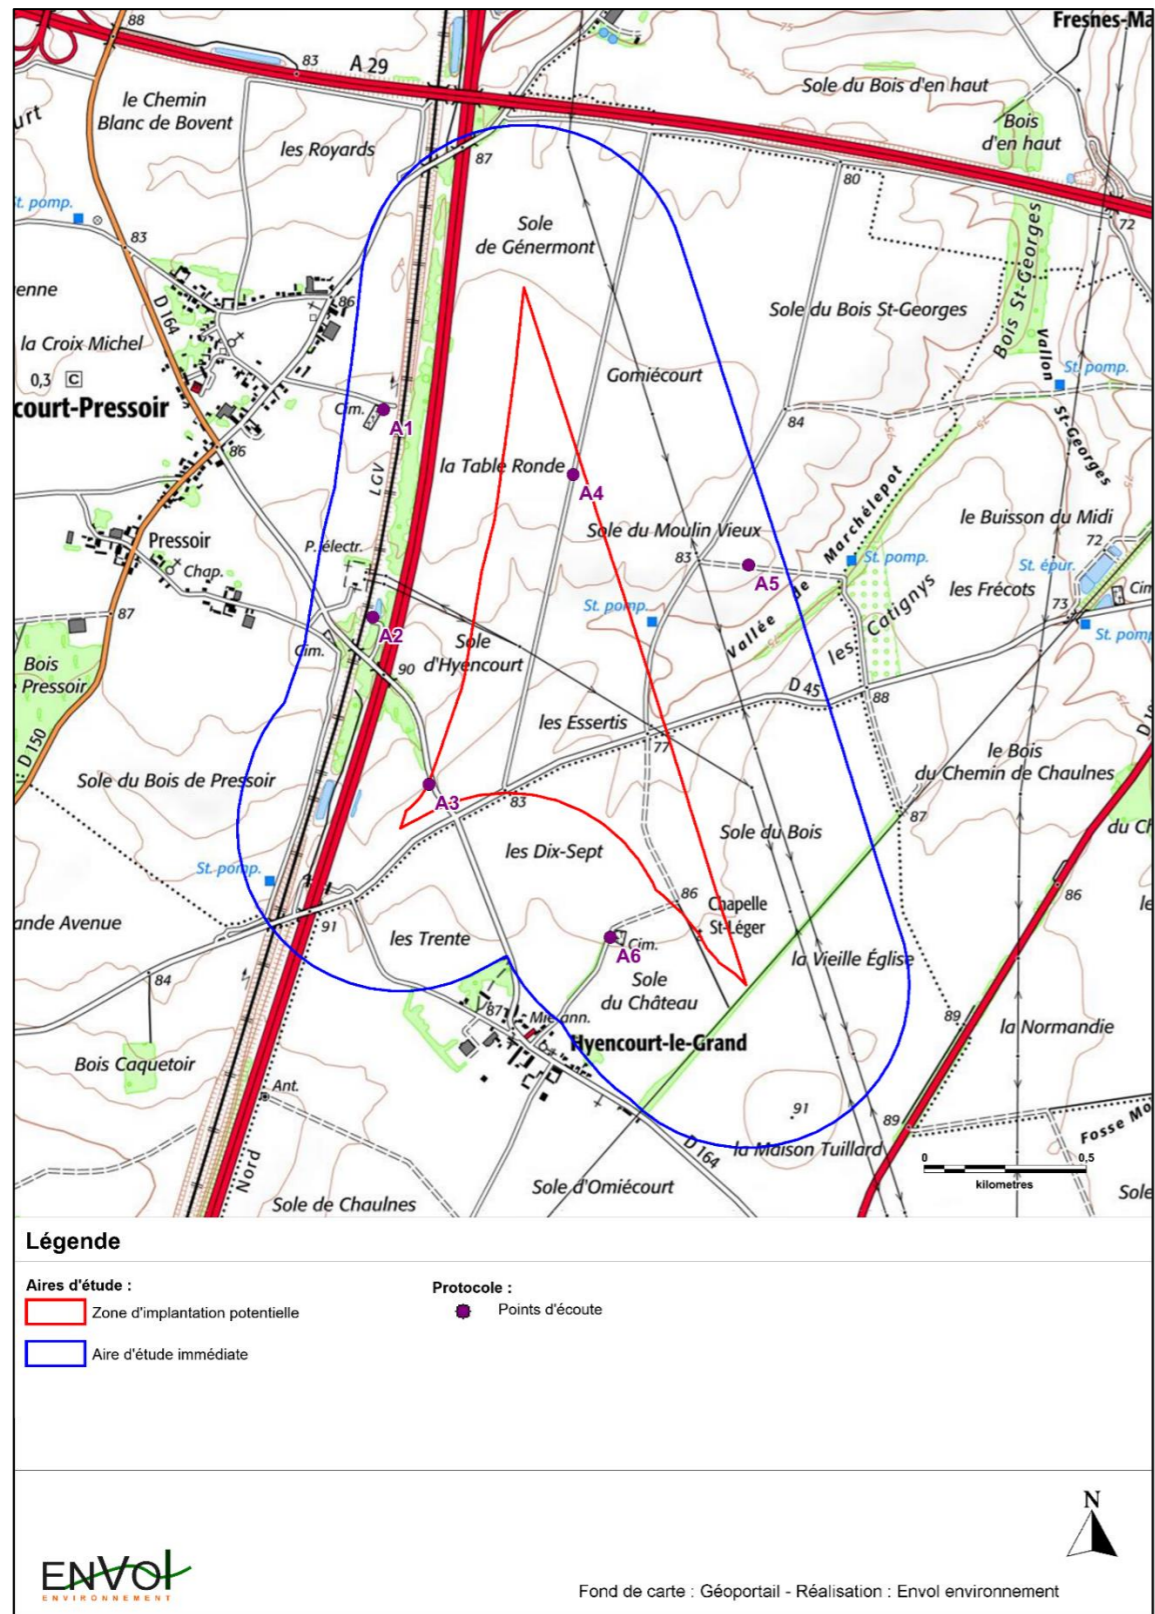 88
Fresnes-Ma
83
A 29
Sole du Bois d'en haut
le Chemin
Blanc de Bovent
Bois
d'en haut
urt
les Royards
87
80
St. pomp.
72
83
Sole
de Génermont
Bois St-Georges
enne
86
D 164
Sole du Bois St-Georges
la Croix Michel
Vallon
St-Georges
0,3 C
Gomiécourt
St. pomp.
court-Pressoir
Cim.
A1
84
75
86
la Table Ronde
LGV
A4
Marchélepot
le Buisson du Midi
Sole du Moulin Vieux
Pressoir
P. électr.
72
83
St. pomp.
St. épur.
Chap.
A5
les Frécots
Cim
87
St. pomp.
Vallée de
73
A2
les Catignys
St. pomp
Cim.
Sole
d'Hyencourt
Bois
Pressoir
90
D 45
88
D 150
les Essertis
77
le Bois
du Chemin de Chaulnes
Sole du Bois de Pressoir
A3
83
87
Sole du Bois
du Ch
les Dix-Sept
St. pomp.
86
86
Chapelle
St-Léger
ande Avenue
91
les Trente
A6
Cim.
la Vieille Église
84
Sole
du Château
87
89
la Normandie
Hyencourt-le-Grand
Bois Caquetoir
Ant.
91
89
Fosse Mo
D 164
la Maison Tuillard
0
0,5
kilometres
Nord
Sole d'Omiécourt
Sole de Chaulnes
Sole
Légende
Aires d'étude :
Protocole :
Zone d'implantation potentielle
Points d'écoute
Aire d'étude immédiate
N
ENVOl
ENVIRONNEMENT
Fond de carte : Géoportail - Réalisation : Envol environnement